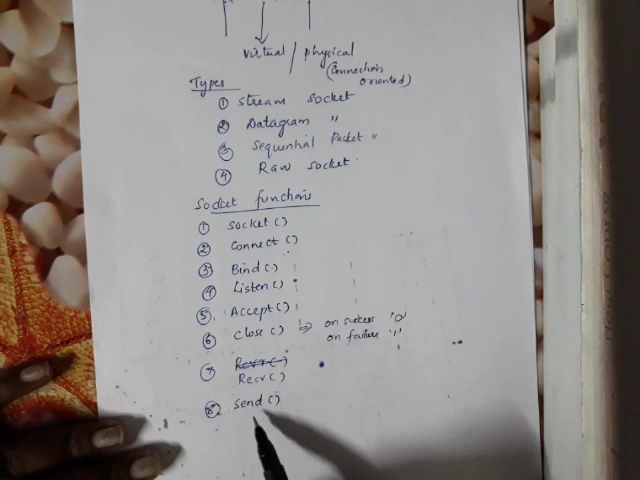 virtual / physical
(Connection
oriented)
Types
① Stream Socket
② Datagram "
③ Sequential Packet "
④ Raw Socket
Socket functions
① Socket ()
② Connect ()
③ Bind ()
④ Listen ()
⑤ Accept ()
⑥ Close () ⇒ on success '0'
on failure '1'
⑦ Recv ()
⑧ Send ()